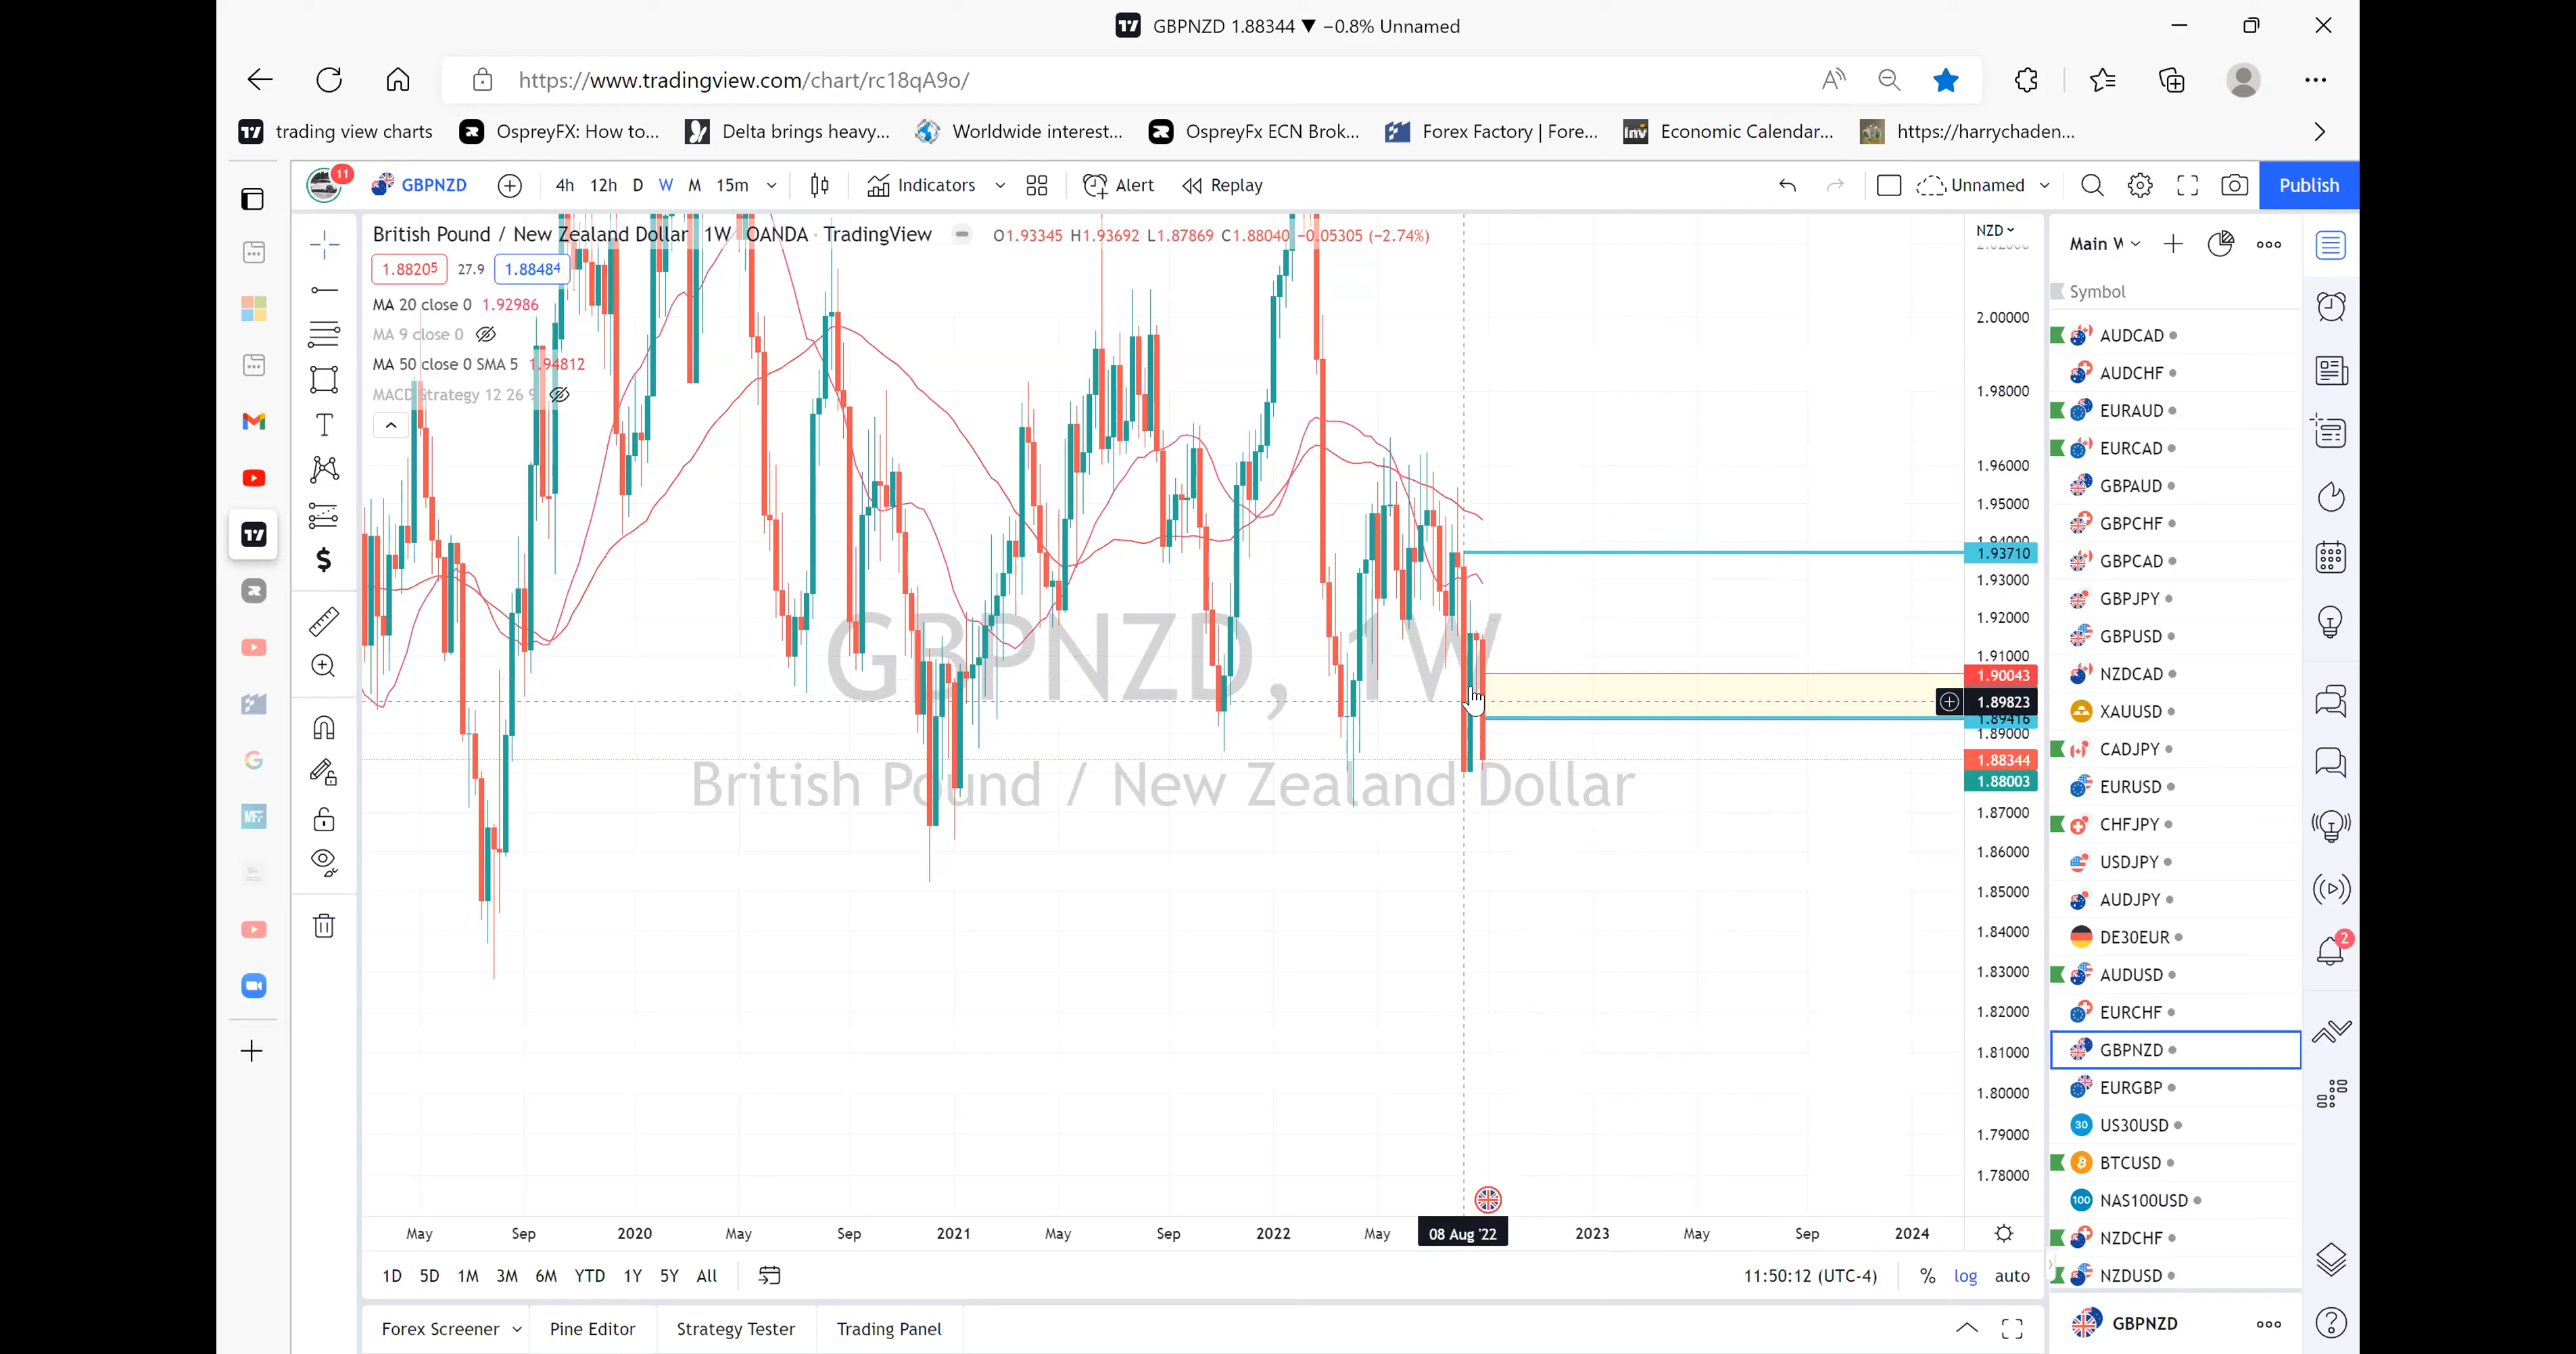 GBPNZD 1.88344 ▼ −0.8% Unnamed
https://www.tradingview.com/chart/rc18qA9o/
trading view charts
OspreyFX: How to...
Delta brings heavy...
Worldwide interest...
OspreyFx ECN Brok...
Forex Factory | Fore...
Inv Economic Calendar...
https://harrychaden...
11
GBPNZD
4h 12h D W M 15m
Indicators
Alert
Replay
Unnamed
Publish
British Pound / New Zealand Dollar 1W OANDA · TradingView
O1.93345 H1.93692 L1.87869 C1.88040 −0.05305 (−2.74%)
1.88205 27.9 1.88484
MA 20 close 0 1.92986
MA 9 close 0
MA 50 close 0 SMA 5 1.94812
MACD Strategy 12 26 9
GBPNZD, 1W
British Pound / New Zealand Dollar
NZD
2.00000
1.98000
1.96000
1.95000
1.94000
1.93710
1.93000
1.92000
1.91000
1.90043
1.89823
1.89416
1.89000
1.88344
1.88003
1.87000
1.86000
1.85000
1.84000
1.83000
1.82000
1.81000
1.80000
1.79000
1.78000
May Sep 2020 May Sep 2021 May Sep 2022 May 08 Aug '22 2023 May Sep 2024
1D 5D 1M 3M 6M YTD 1Y 5Y All
11:50:12 (UTC-4) % log auto
Forex Screener Pine Editor Strategy Tester Trading Panel
Main W
Symbol
AUDCAD
AUDCHF
EURAUD
EURCAD
GBPAUD
GBPCHF
GBPCAD
GBPJPY
GBPUSD
NZDCAD
XAUUSD
CADJPY
EURUSD
CHFJPY
USDJPY
AUDJPY
DE30EUR
AUDUSD
EURCHF
GBPNZD
EURGBP
30 US30USD
BTCUSD
100 NAS100USD
NZDCHF
NZDUSD
GBPNZD
2